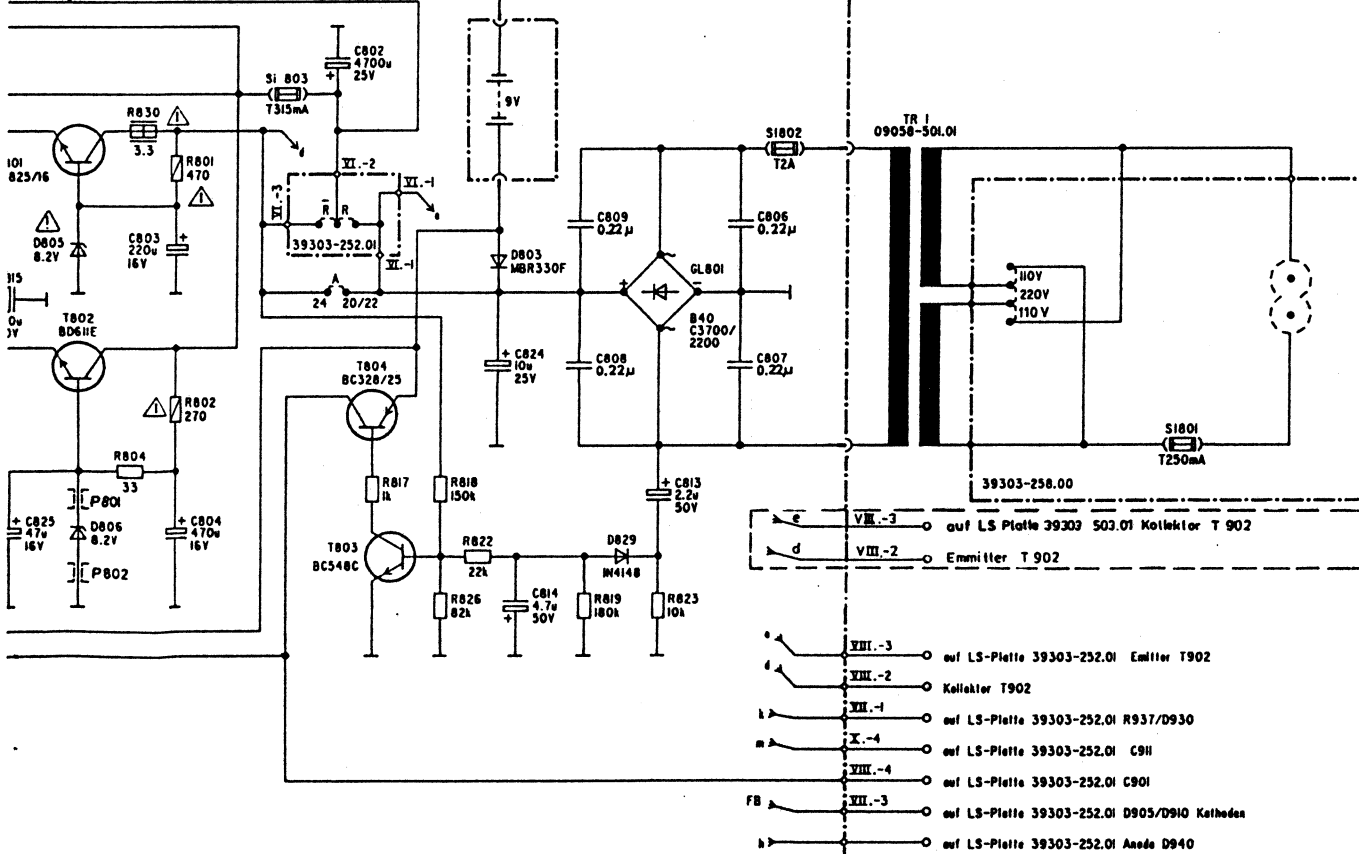 C802
4700u
25V
Si 803
T315mA
R830
3.3
R801
470
825/16
D805
8.2V
C803
220u
16V
VI.-2
VI.-1
VI.-3
R R
39303-252.01
VI.-1
A
24 20/22
9V
D803
MBR330F
C809
0.22µ
C806
0.22µ
C808
0.22µ
C807
0.22µ
GL801
B40
C3700/
2200
SI802
T2A
TR 1
09058-501.01
110V
220V
110 V
SI801
T250mA
39303-258.00
T802
BD611E
R802
270
R804
33
P801
D806
8.2V
P802
C825
47u
16V
C804
470u
16V
T804
BC328/25
C824
10u
25V
R817
1k
R818
150k
T803
BC548C
R822
22k
R826
82k
C814
4.7u
50V
D829
1N4148
R819
180k
R823
10k
C813
2.2u
50V
e VIII.-3 auf LS Platte 39303 503.01 Kollektor T 902
d VIII.-2 Emmitter T 902
e VIII.-3 auf LS-Platte 39303-252.01 Emitter T902
d VIII.-2 Kollektor T902
k VII.-1 auf LS-Platte 39303-252.01 R937/D930
m X.-4 auf LS-Platte 39303-252.01 C911
VIII.-4 auf LS-Platte 39303-252.01 C901
FB VII.-3 auf LS-Platte 39303-252.01 D905/D910 Kathoden
h auf LS-Platte 39303-252.01 Anode D940